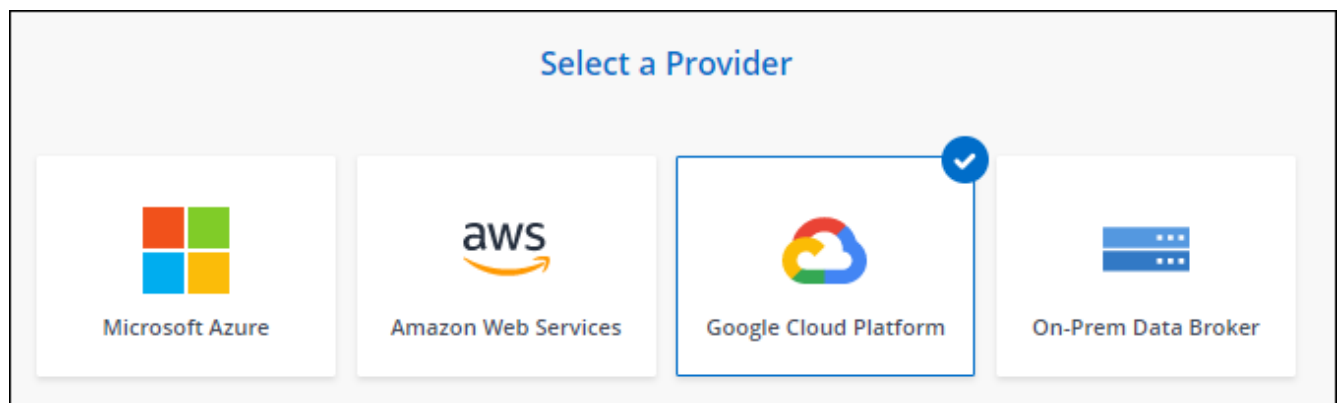 Select a Provider
aws
Microsoft Azure
Amazon Web Services
Google Cloud Platform
On-Prem Data Broker